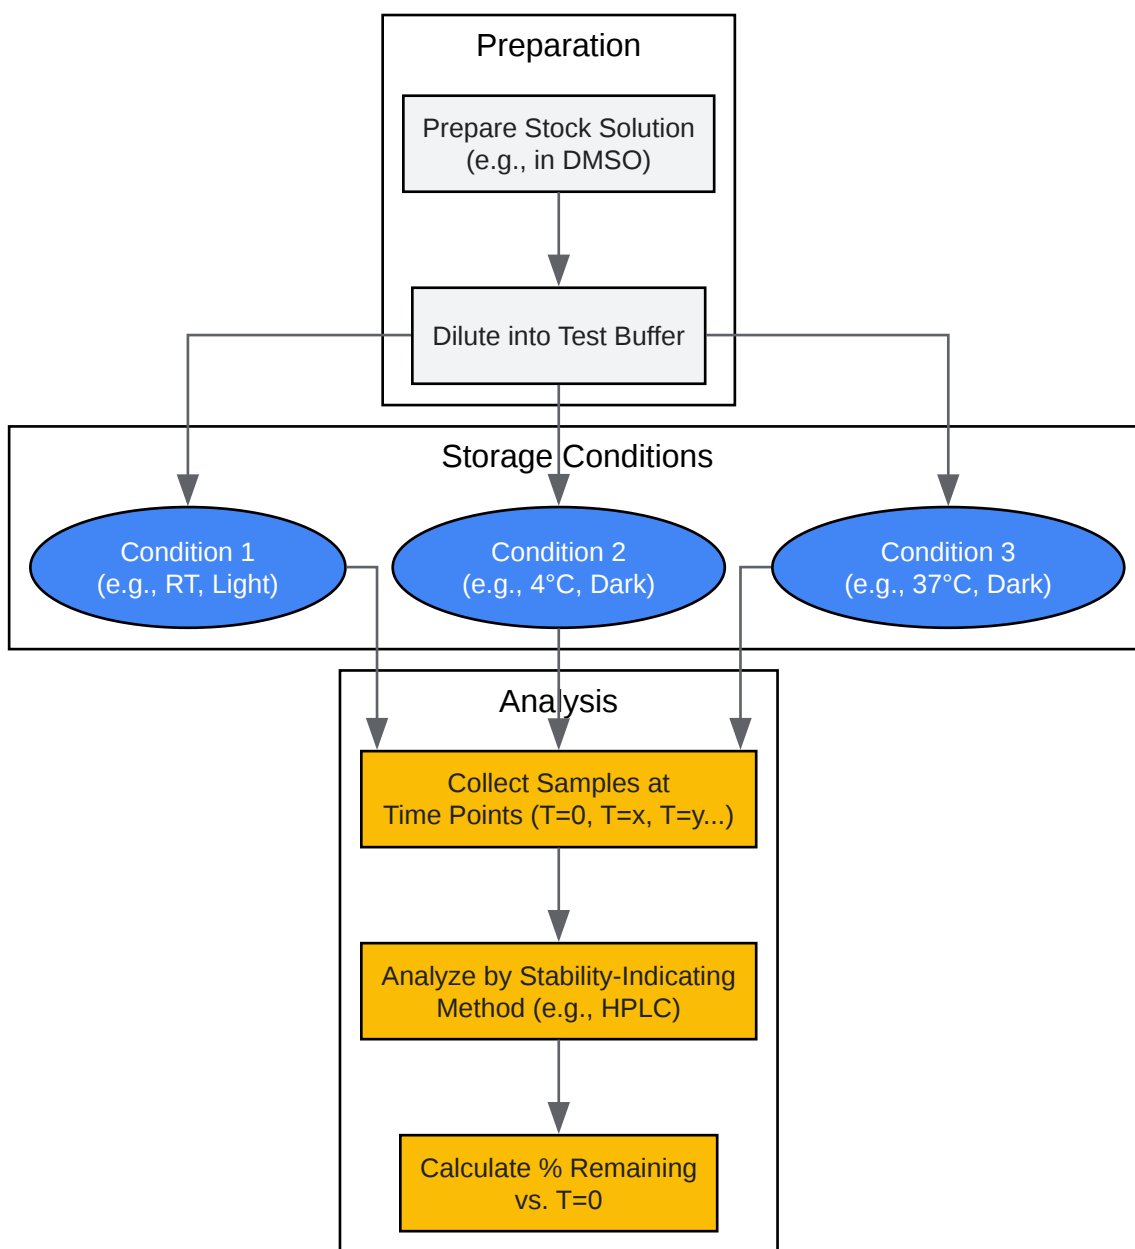 Preparation
Prepare Stock Solution
(e.g., in DMSO)
Dilute into Test Buffer
Storage Conditions
Condition 1
(e.g., RT, Light)
Condition 2
(e.g., 4°C, Dark)
Condition 3
(e.g., 37°C, Dark)
Analysis
Collect Samples at
Time Points (T=0, T=x, T=y...)
Analyze by Stability-Indicating
Method (e.g., HPLC)
Calculate % Remaining
vs. T=0